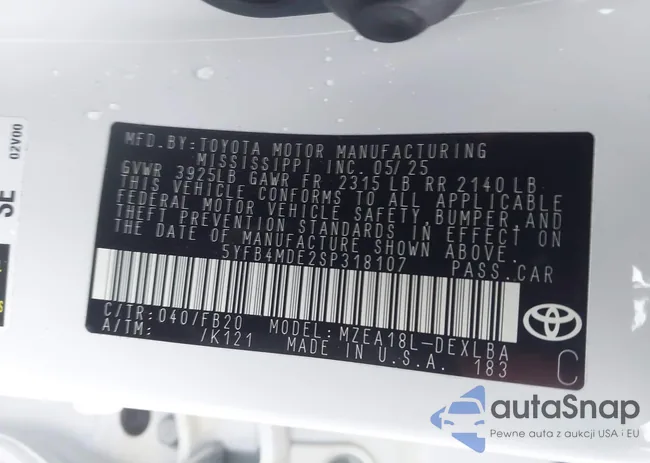 MFD. BY: TOYOTA MOTOR MANUFACTURING
MISSISSIPPI INC. 05/25
GVWR 3925LB GAWR FR 2315 LB RR 2140 LB
THIS VEHICLE CONFORMS TO ALL APPLICABLE
FEDERAL MOTOR VEHICLE SAFETY, BUMPER, AND
THEFT PREVENTION STANDARDS IN EFFECT ON
THE DATE OF MANUFACTURE SHOWN ABOVE.
5YFB4MDE2SP318107 PASS. CAR
C/TR: 040/FB20 MODEL: MZEA18L-DEXLBA
A/TM: /K121 MADE IN U.S.A. 183
C
02V00
SE
autaSnap
Pewne auta z aukcji USA i EU